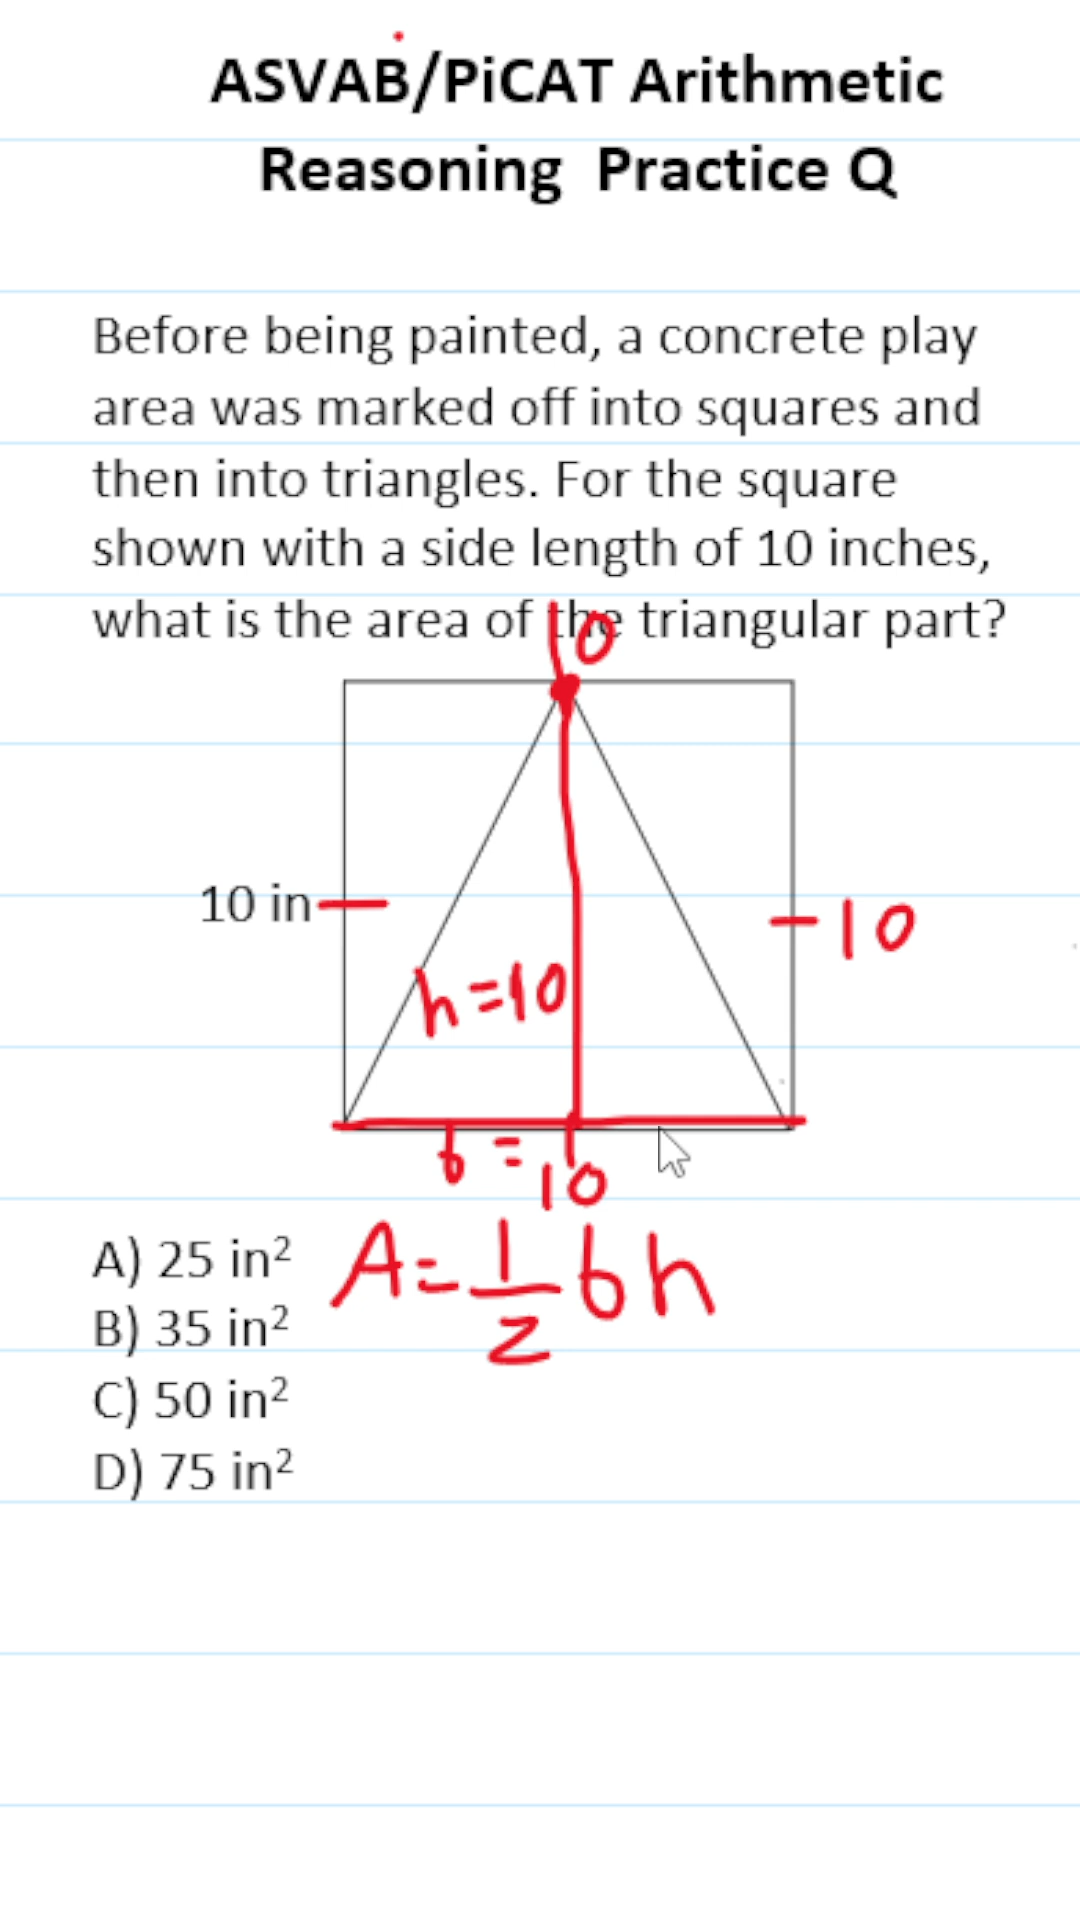 ASVAB/PiCAT Arithmetic
Reasoning Practice Q
Before being painted, a concrete play
area was marked off into squares and
then into triangles. For the square
shown with a side length of 10 inches,
what is the area of the triangular part?
10
10 in
-10
h=10
b=10
A) 25 in²
A=1/2bh
B) 35 in²
C) 50 in²
D) 75 in²